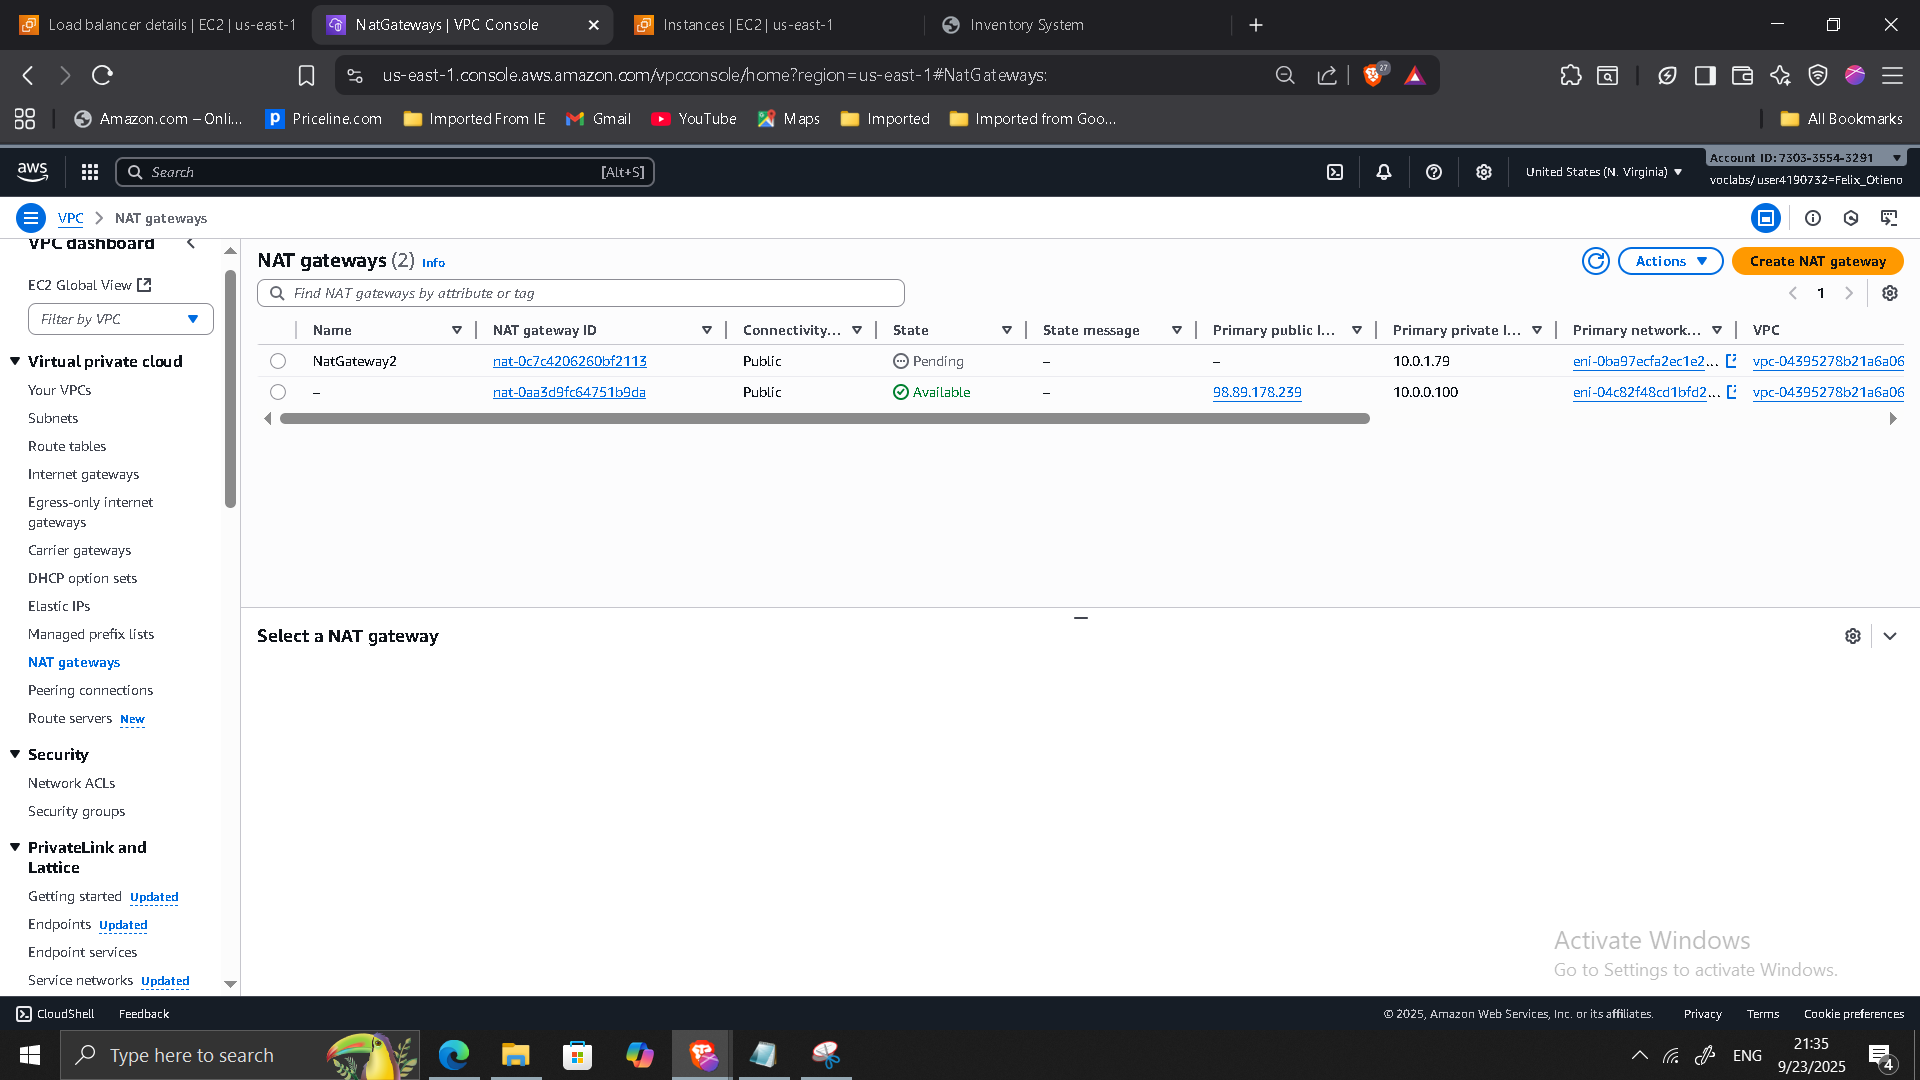 Load balancer details | EC2 | us-east-1
NatGateways | VPC Console
Instances | EC2 | us-east-1
Inventory System
us-east-1.console.aws.amazon.com/vpcconsole/home?region=us-east-1#NatGateways:
27
Amazon.com – Onli...
Priceline.com
Imported From IE
Gmail
YouTube
Maps
Imported
Imported from Goo...
All Bookmarks
aws
Search
[Alt+S]
United States (N. Virginia)
Account ID: 7303-3554-3291
voclabs/user4190732=Felix_Otieno
VPC
NAT gateways
VPC dashboard
EC2 Global View
Filter by VPC
Virtual private cloud
Your VPCs
Subnets
Route tables
Internet gateways
Egress-only internet
gateways
Carrier gateways
DHCP option sets
Elastic IPs
Managed prefix lists
NAT gateways
Peering connections
Route servers New
Security
Network ACLs
Security groups
PrivateLink and
Lattice
Getting started Updated
Endpoints Updated
Endpoint services
Service networks Updated
NAT gateways (2) Info
Actions
Create NAT gateway
Find NAT gateways by attribute or tag
1
Name NAT gateway ID Connectivity... State State message Primary public I... Primary private I... Primary network... VPC
NatGateway2 nat-0c7c4206260bf2113 Public Pending – – 10.0.1.79 eni-0ba97ecfa2ec1e2... vpc-04395278b21a6a06
– nat-0aa3d9fc64751b9da Public Available – 98.89.178.239 10.0.0.100 eni-04c82f48cd1bfd2... vpc-04395278b21a6a06
Select a NAT gateway
Activate Windows
Go to Settings to activate Windows.
CloudShell
Feedback
© 2025, Amazon Web Services, Inc. or its affiliates.
Privacy
Terms
Cookie preferences
Type here to search
ENG
21:35
9/23/2025
4